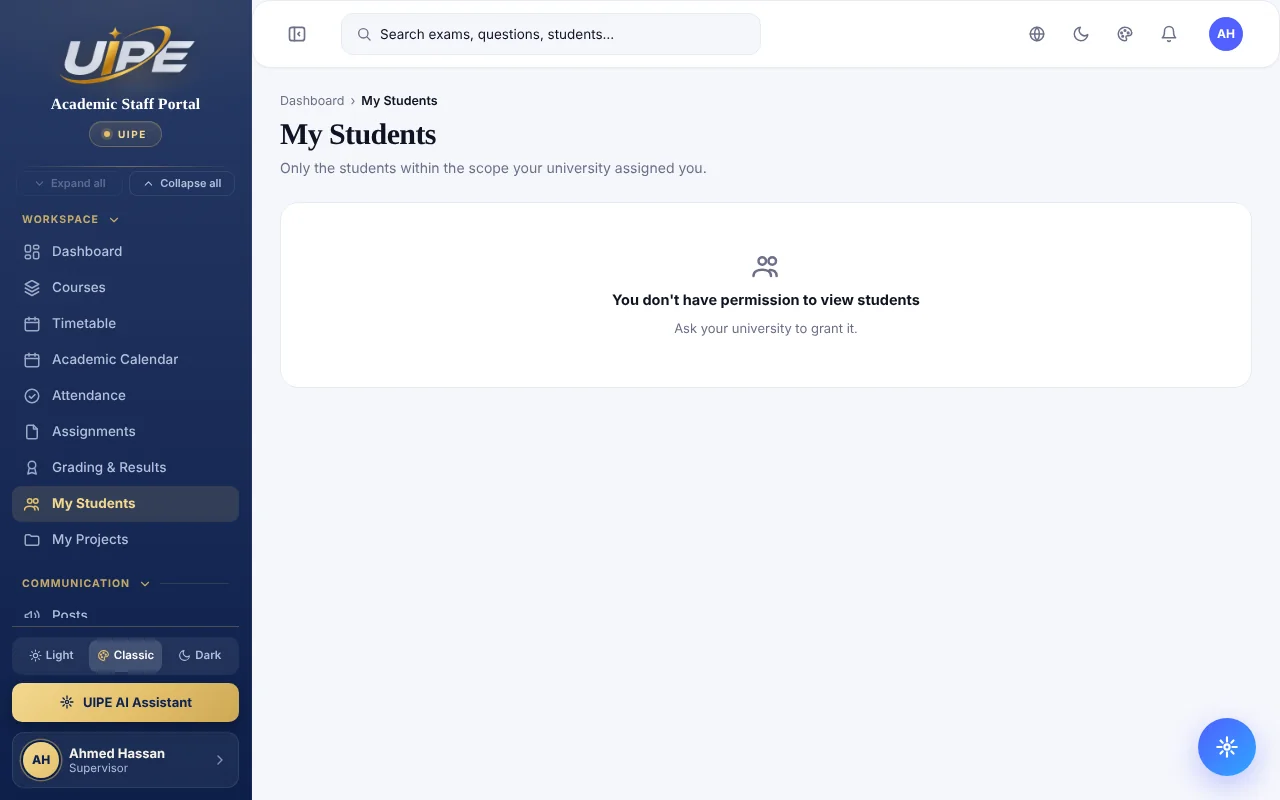 UIPE
Academic Staff Portal
UIPE
Expand all
Collapse all
WORKSPACE
Dashboard
Courses
Timetable
Academic Calendar
Attendance
Assignments
Grading & Results
My Students
My Projects
COMMUNICATION
Posts
Light
Classic
Dark
UIPE AI Assistant
AH
Ahmed Hassan
Supervisor
Search exams, questions, students...
AH
Dashboard › My Students
My Students
Only the students within the scope your university assigned you.
You don't have permission to view students
Ask your university to grant it.